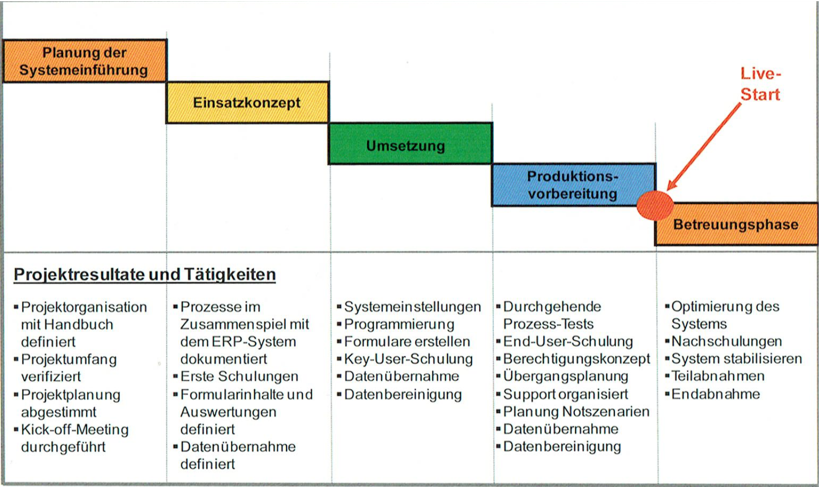 Planung der
Systemeinführung
Einsatzkonzept
Umsetzung
Produktions-
vorbereitung
Live-
Start
Betreuungsphase
Projektresultate und Tätigkeiten
▪ Projektorganisation
mit Handbuch
definiert
▪ Projektumfang
verifiziert
▪ Projektplanung
abgestimmt
▪ Kick-off-Meeting
durchgeführt
▪ Prozesse im
Zusammenspiel mit
dem ERP-System
dokumentiert
▪ Erste Schulungen
▪ Formularinhalte und
Auswertungen
definiert
▪ Datenübernahme
definiert
▪ Systemeinstellungen
▪ Programmierung
▪ Formulare erstellen
▪ Key-User-Schulung
▪ Datenübernahme
▪ Datenbereinigung
▪ Durchgehende
Prozess-Tests
▪ End-User-Schulung
▪ Berechtigungskonzept
▪ Übergangsplanung
▪ Support organisiert
▪ Planung Notszenarien
▪ Datenübernahme
▪ Datenbereinigung
▪ Optimierung des
Systems
▪ Nachschulungen
▪ System stabilisieren
▪ Teilabnahmen
▪ Endabnahme